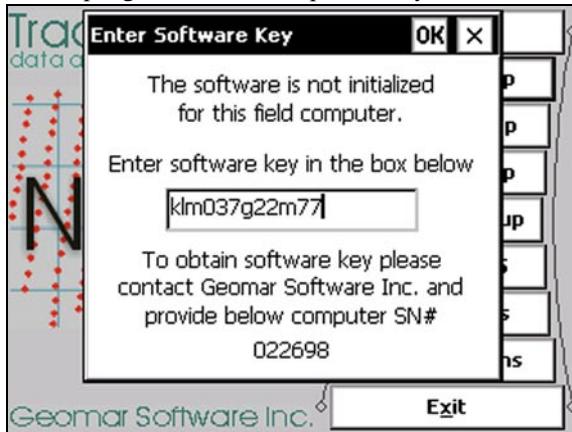 Trac
data a
Enter Software Key OK ×
The software is not initialized
for this field computer.
Enter software key in the box below
klm037g22m77
To obtain software key please
contact Geomar Software Inc. and
provide below computer SN#
022698
N
p
p
p
up
s
ns
Exit
Geomar Software Inc.